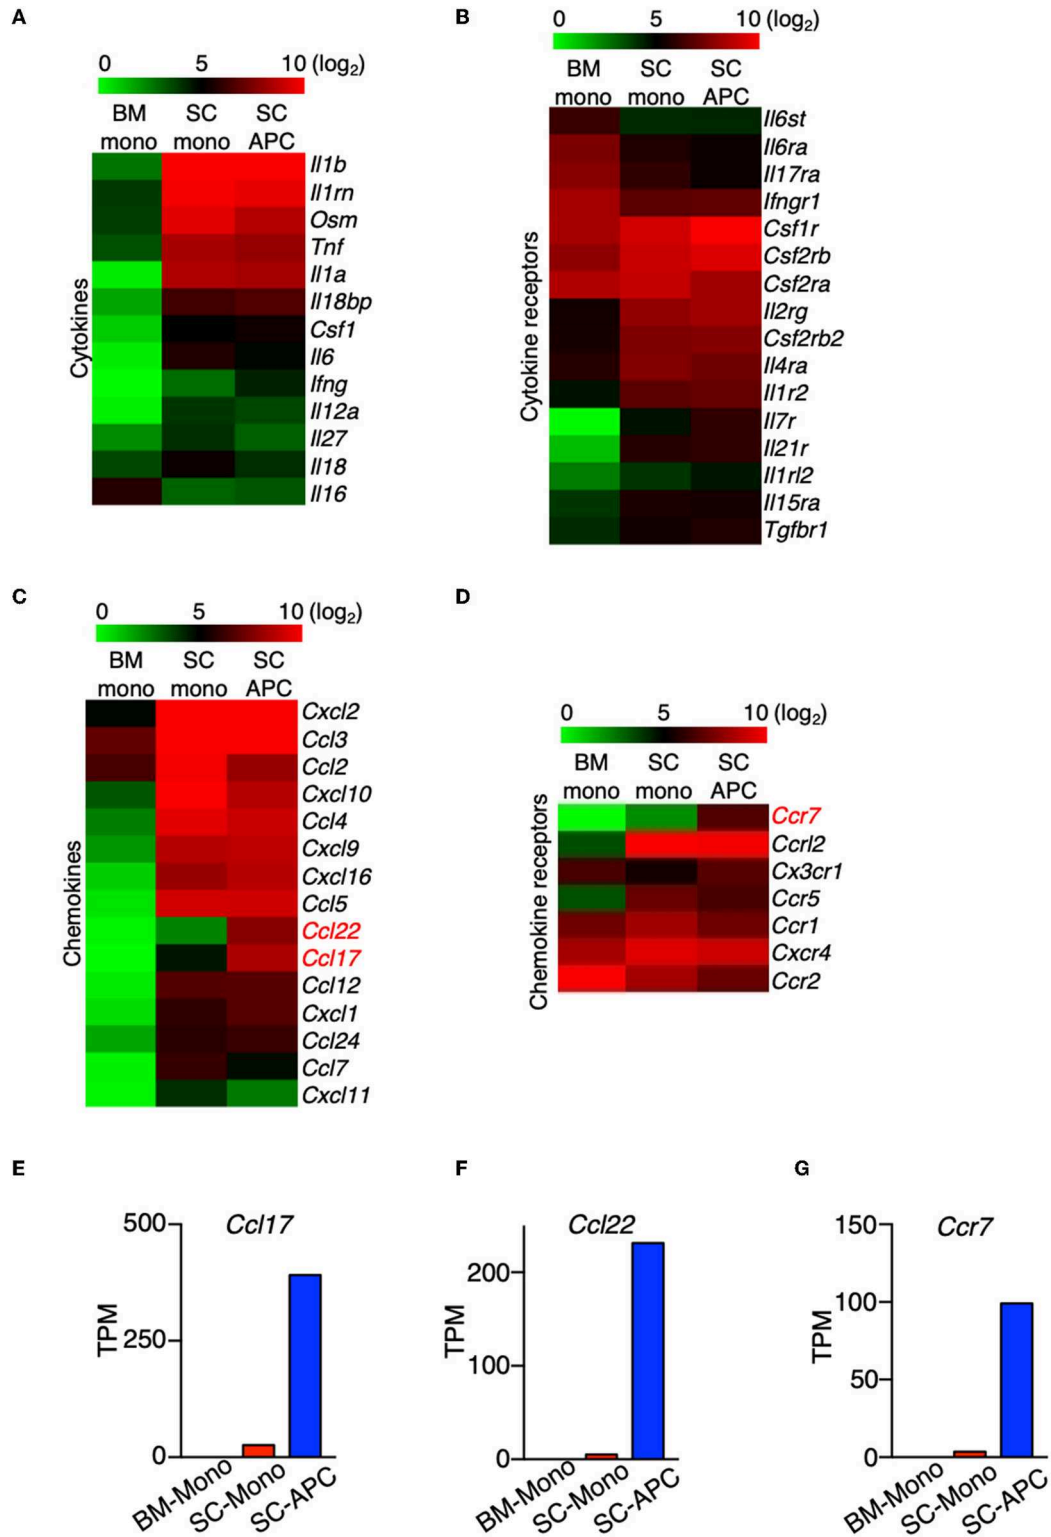 A
0 5 10 (log2)
BM SC SC
mono mono APC
Cytokines
Il1b
Il1rn
Osm
Tnf
Il1a
Il18bp
Csf1
Il6
Ifng
Il12a
Il27
Il18
Il16
B
0 5 10 (log2)
BM SC SC
mono mono APC
Cytokine receptors
Il6st
Il6ra
Il17ra
Ifngr1
Csf1r
Csf2rb
Csf2ra
Il2rg
Csf2rb2
Il4ra
Il1r2
Il7r
Il21r
Il1rl2
Il15ra
Tgfbr1
C
0 5 10 (log2)
BM SC SC
mono mono APC
Chemokines
Cxcl2
Ccl3
Ccl2
Cxcl10
Ccl4
Cxcl9
Cxcl16
Ccl5
Ccl22
Ccl17
Ccl12
Cxcl1
Ccl24
Ccl7
Cxcl11
D
0 5 10 (log2)
BM SC SC
mono mono APC
Chemokine receptors
Ccr7
Ccrl2
Cx3cr1
Ccr5
Ccr1
Cxcr4
Ccr2
E
Ccl17
TPM
500
250
0
BM-Mono
SC-Mono
SC-APC
F
Ccl22
TPM
200
100
0
BM-Mono
SC-Mono
SC-APC
G
Ccr7
TPM
150
100
50
0
BM-Mono
SC-Mono
SC-APC